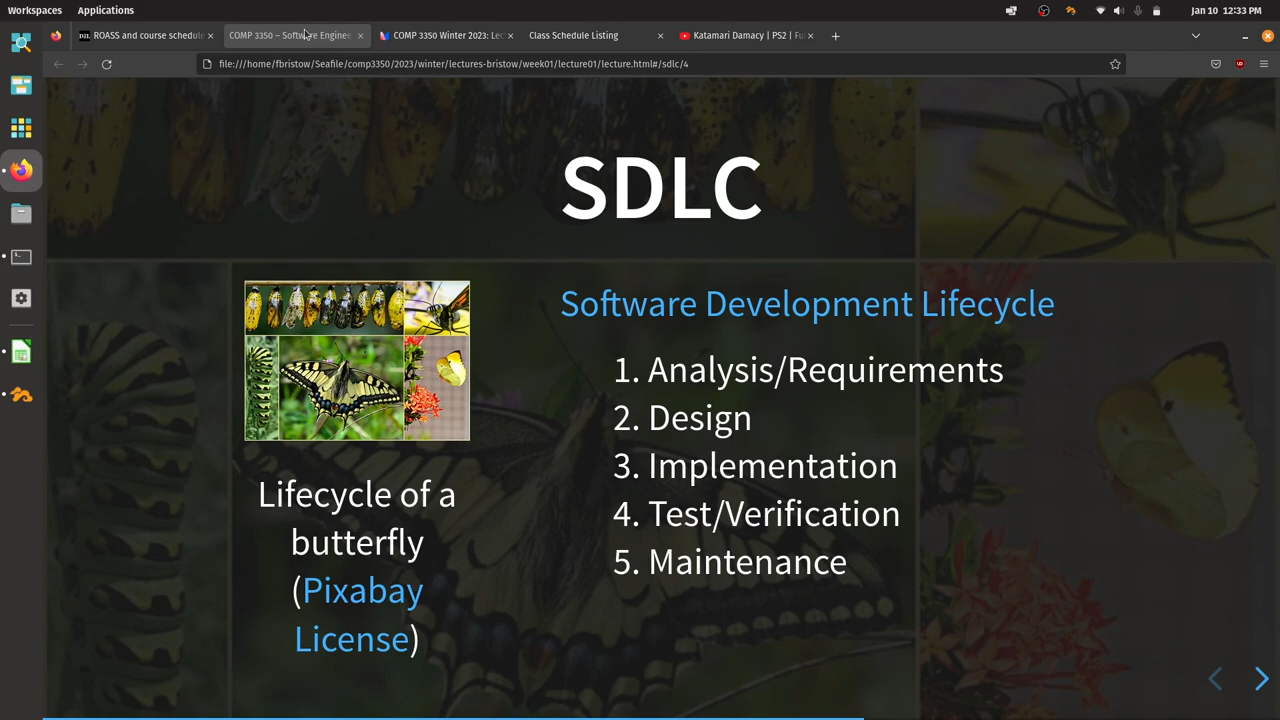 Workspaces Applications Jan 10 12:33 PM
ROASS and course schedule COMP 3350 – Software Enginee COMP 3350 Winter 2023: Lec Class Schedule Listing Katamari Damacy | PS2 | Fu
file:///home/fbristow/Seafile/comp3350/2023/winter/lectures-bristow/week01/lecture01/lecture.html#/sdlc/4
SDLC
Lifecycle of a
butterfly
(Pixabay
License)
Software Development Lifecycle
1. Analysis/Requirements
2. Design
3. Implementation
4. Test/Verification
5. Maintenance